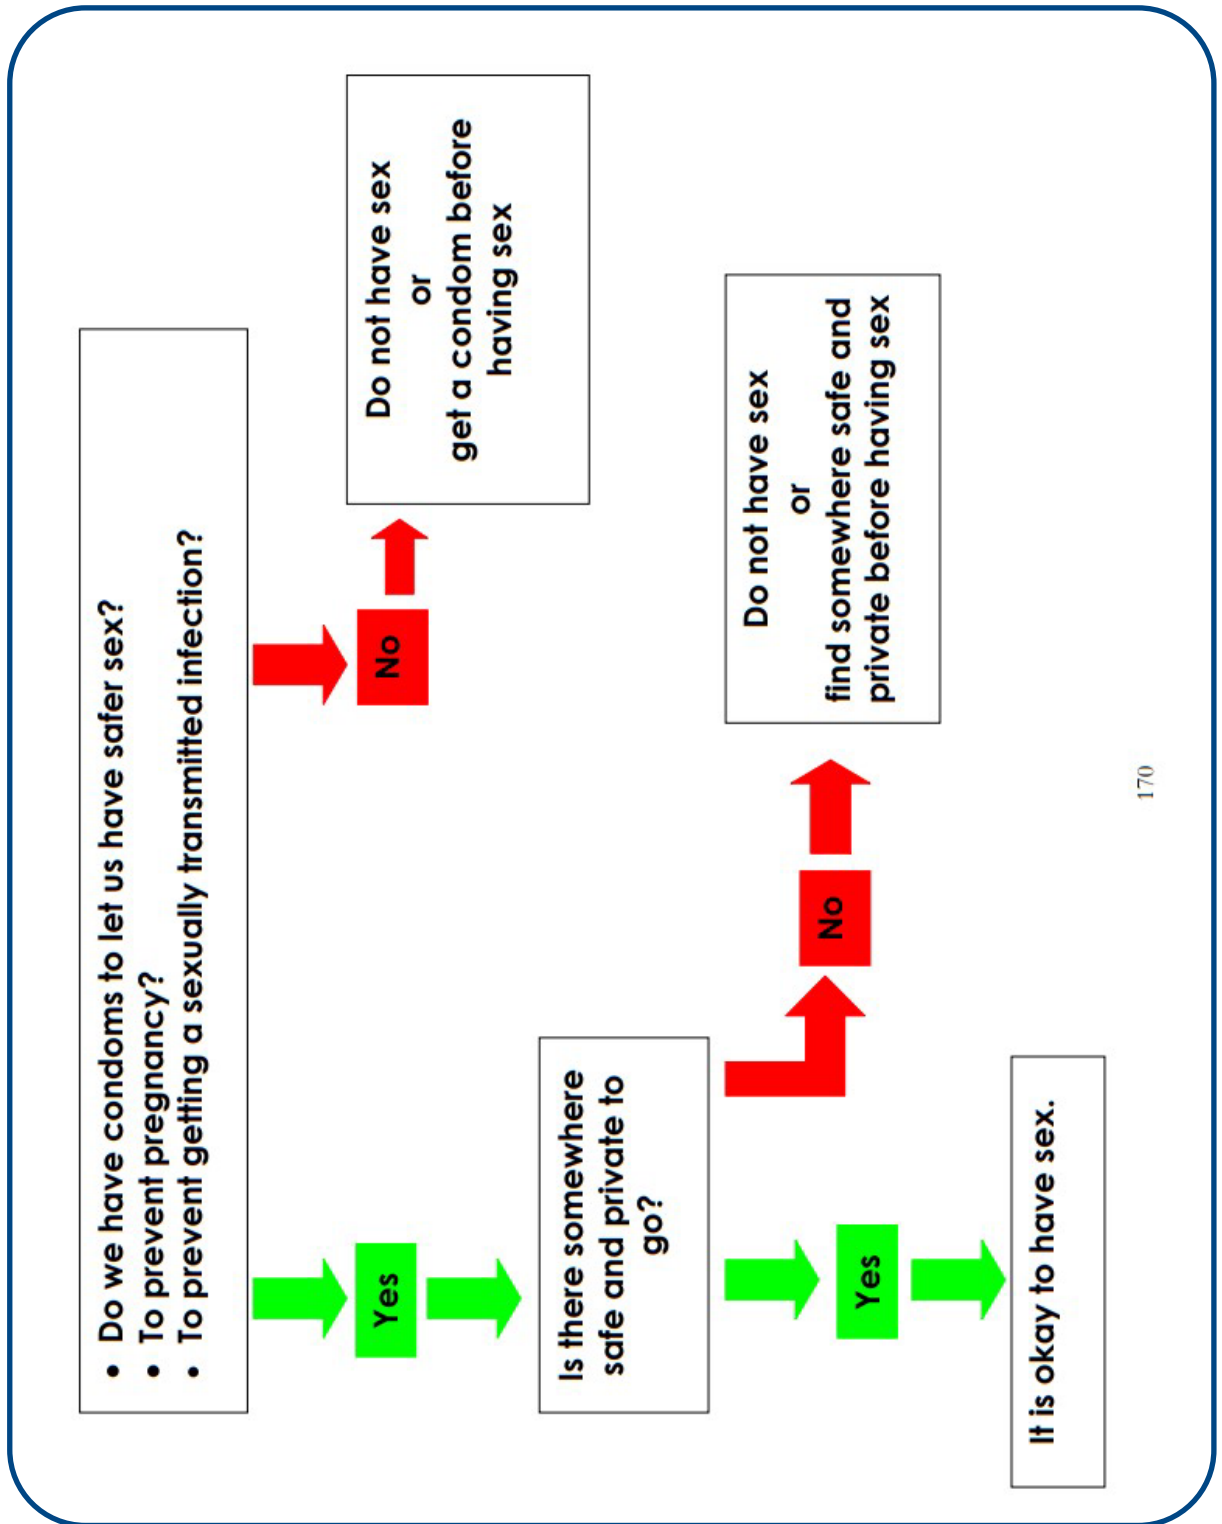 • Do we have condoms to let us have safer sex?
• To prevent pregnancy?
• To prevent getting a sexually transmitted infection?
No
Do not have sex
or
get a condom before
having sex
Yes
Is there somewhere
safe and private to
go?
No
Do not have sex
or
find somewhere safe and
private before having sex
Yes
It is okay to have sex.
170